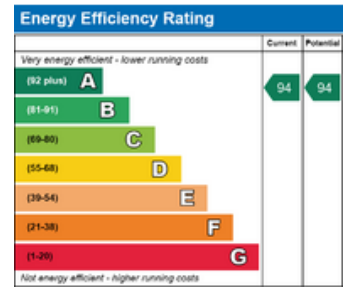 Energy Efficiency Rating
Current Potential
Very energy efficient - lower running costs
(92 plus) A
94 94
(81-91) B
(69-80) C
(55-68) D
(39-54) E
(21-38) F
(1-20) G
Not energy efficient - higher running costs